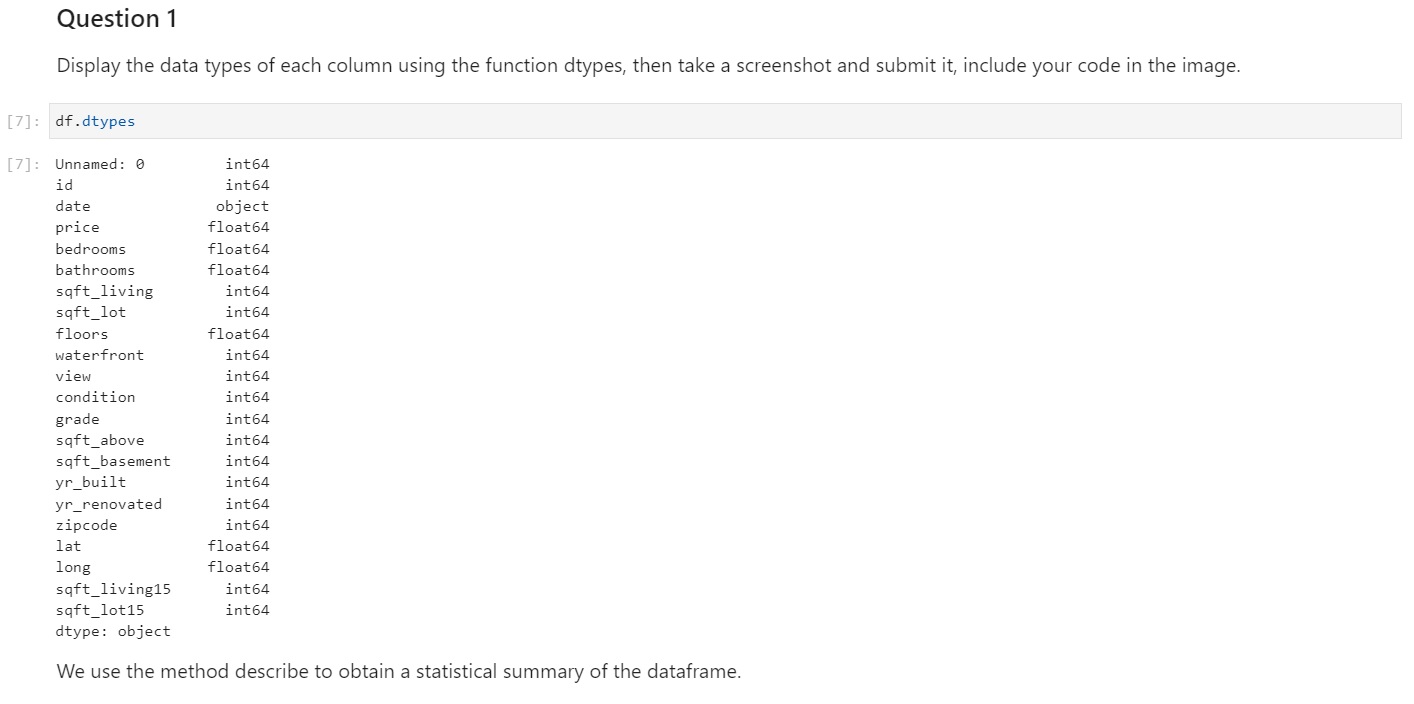 Question 1
Display the data types of each column using the function dtypes, then take a screenshot and submit it, include your code in the image.
[7]: df.dtypes
[7]: Unnamed: 0 int64
id int64
date object
price float64
bedrooms float64
bathrooms float64
sqft_living int64
sqft_lot int64
floors float64
waterfront int64
view int64
condition int64
grade int64
sqft_above int64
sqft_basement int64
yr_built int64
yr_renovated int64
zipcode int64
lat float64
long float64
sqft_living15 int64
sqft_lot15 int64
dtype: object
We use the method describe to obtain a statistical summary of the dataframe.